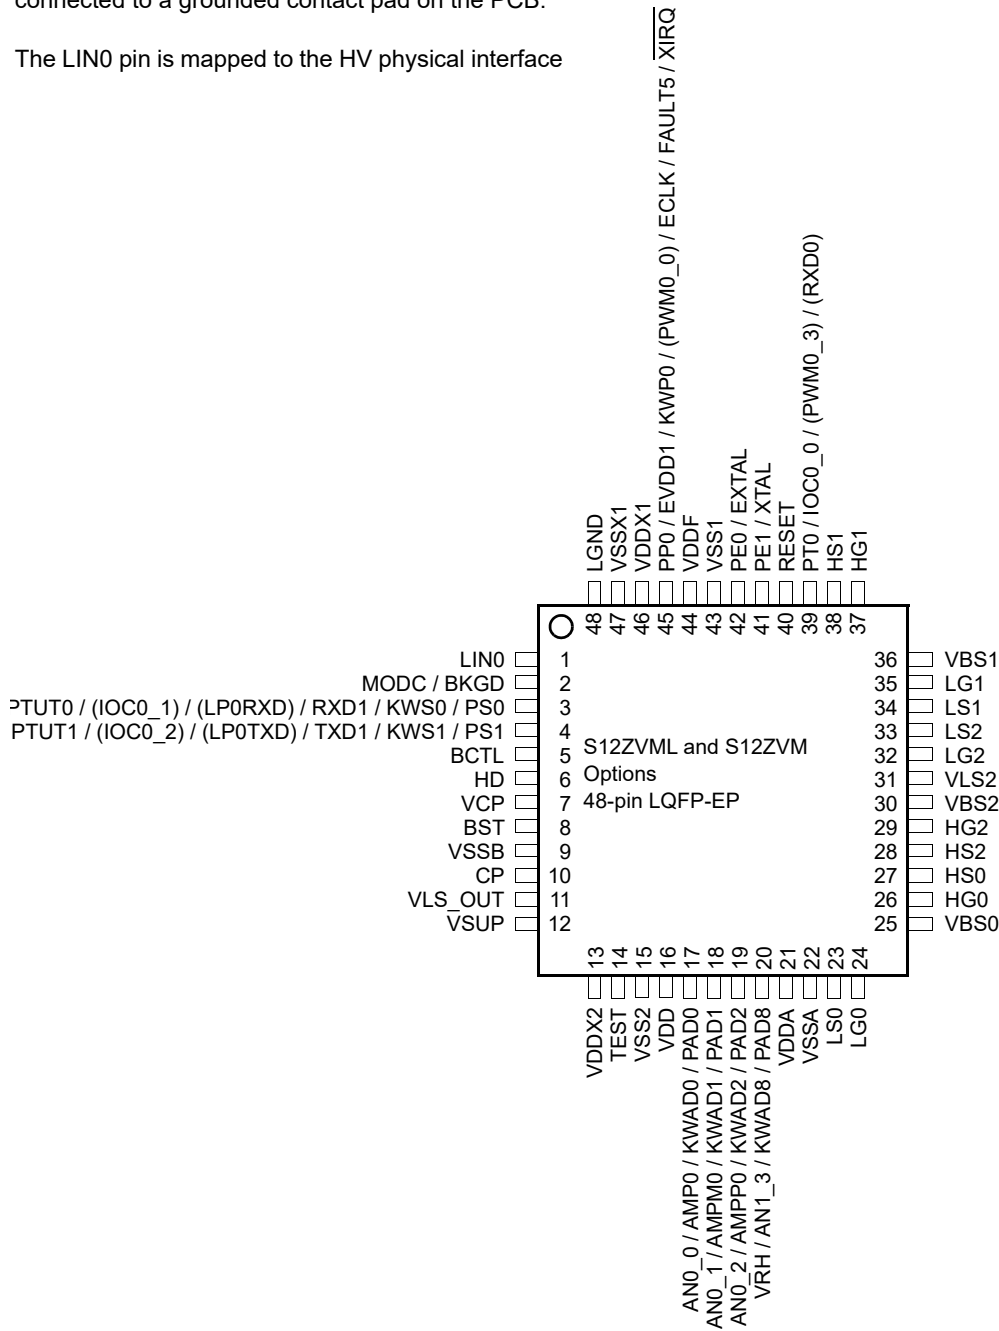 connected to a grounded contact pad on the PCB.
The LIN0 pin is mapped to the HV physical interface
LGND
VSSX1
VDDX1
PP0 / EVDD1 / KWP0 / (PWM0_0) / ECLK / FAULT5 / XIRQ
VDDF
VSS1
PE0 / EXTAL
PE1 / XTAL
RESET
PT0 / IOC0_0 / (PWM0_3) / (RXD0)
HS1
HG1
48
47
46
45
44
43
42
41
40
39
38
37
LIN0 1
MODC / BKGD 2
PTUT0 / (IOC0_1) / (LP0RXD) / RXD1 / KWS0 / PS0 3
PTUT1 / (IOC0_2) / (LP0TXD) / TXD1 / KWS1 / PS1 4
BCTL 5
HD 6
VCP 7
BST 8
VSSB 9
CP 10
VLS_OUT 11
VSUP 12
S12ZVML and S12ZVM
Options
48-pin LQFP-EP
36 VBS1
35 LG1
34 LS1
33 LS2
32 LG2
31 VLS2
30 VBS2
29 HG2
28 HS2
27 HS0
26 HG0
25 VBS0
13
14
15
16
17
18
19
20
21
22
23
24
VDDX2
TEST
VSS2
VDD
AN0_0 / AMP0 / KWAD0 / PAD0
AN0_1 / AMPM0 / KWAD1 / PAD1
AN0_2 / AMPP0 / KWAD2 / PAD2
VRH / AN1_3 / KWAD8 / PAD8
VDDA
VSSA
LS0
LG0